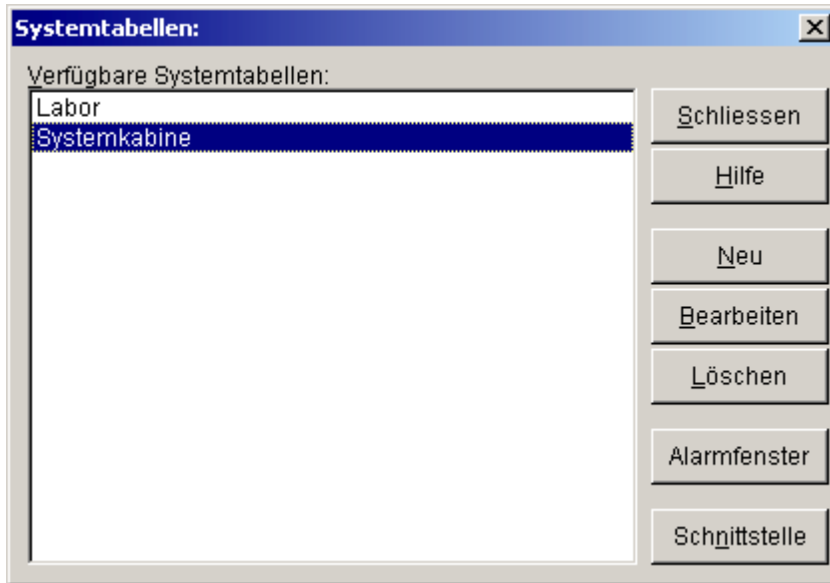 Systemtabellen:
Verfügbare Systemtabellen:
Labor
Systemkabine
Schliessen
Hilfe
Neu
Bearbeiten
Löschen
Alarmfenster
Schnittstelle